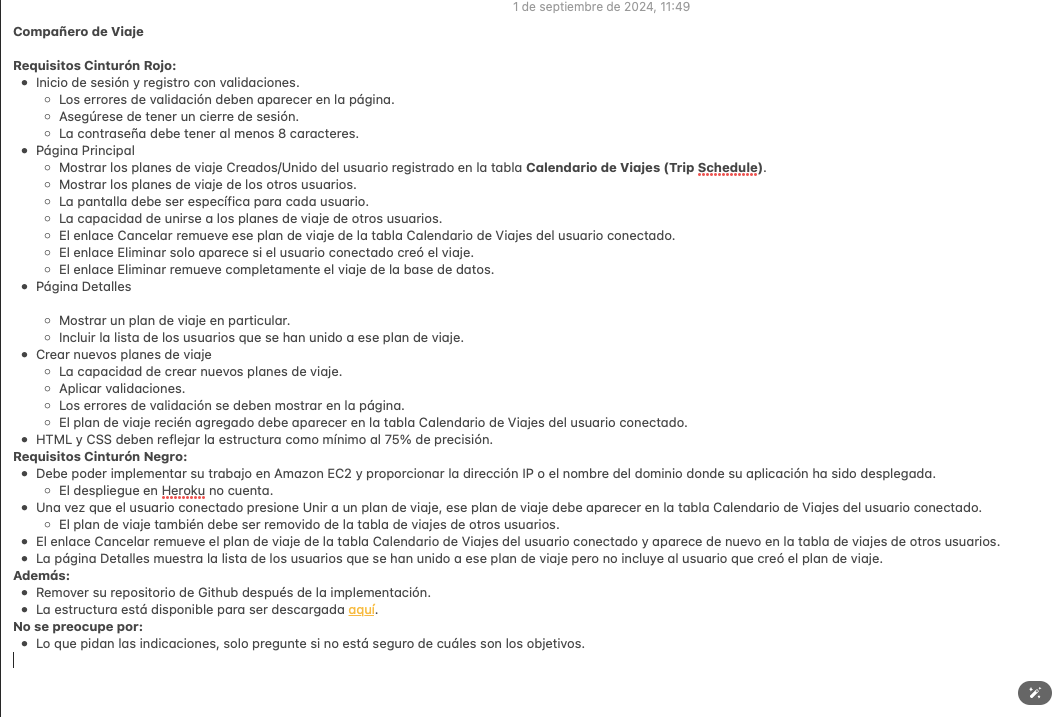 1 de septiembre de 2024, 11:49
Compañero de Viaje
Requisitos Cinturón Rojo:
Inicio de sesión y registro con validaciones.
Los errores de validación deben aparecer en la página.
Asegúrese de tener un cierre de sesión.
La contraseña debe tener al menos 8 caracteres.
Página Principal
Mostrar los planes de viaje Creados/Unido del usuario registrado en la tabla Calendario de Viajes (Trip Schedule).
Mostrar los planes de viaje de los otros usuarios.
La pantalla debe ser específica para cada usuario.
La capacidad de unirse a los planes de viaje de otros usuarios.
El enlace Cancelar remueve ese plan de viaje de la tabla Calendario de Viajes del usuario conectado.
El enlace Eliminar solo aparece si el usuario conectado creó el viaje.
El enlace Eliminar remueve completamente el viaje de la base de datos.
Página Detalles
Mostrar un plan de viaje en particular.
Incluir la lista de los usuarios que se han unido a ese plan de viaje.
Crear nuevos planes de viaje
La capacidad de crear nuevos planes de viaje.
Aplicar validaciones.
Los errores de validación se deben mostrar en la página.
El plan de viaje recién agregado debe aparecer en la tabla Calendario de Viajes del usuario conectado.
HTML y CSS deben reflejar la estructura como mínimo al 75% de precisión.
Requisitos Cinturón Negro:
Debe poder implementar su trabajo en Amazon EC2 y proporcionar la dirección IP o el nombre del dominio donde su aplicación ha sido desplegada.
El despliegue en Heroku no cuenta.
Una vez que el usuario conectado presione Unir a un plan de viaje, ese plan de viaje debe aparecer en la tabla Calendario de Viajes del usuario conectado.
El plan de viaje también debe ser removido de la tabla de viajes de otros usuarios.
El enlace Cancelar remueve el plan de viaje de la tabla Calendario de Viajes del usuario conectado y aparece de nuevo en la tabla de viajes de otros usuarios.
La página Detalles muestra la lista de los usuarios que se han unido a ese plan de viaje pero no incluye al usuario que creó el plan de viaje.
Además:
Remover su repositorio de Github después de la implementación.
La estructura está disponible para ser descargada aquí.
No se preocupe por:
Lo que pidan las indicaciones, solo pregunte si no está seguro de cuáles son los objetivos.